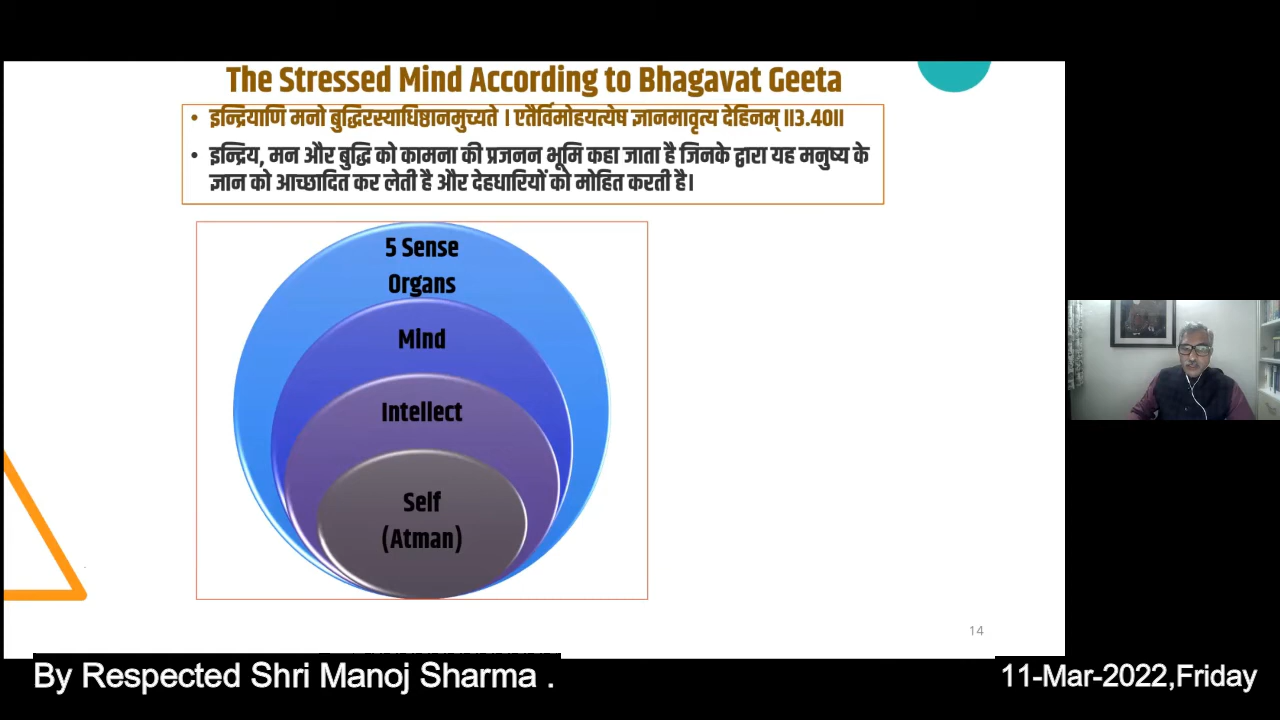 The Stressed Mind According to Bhagavat Geeta
• इन्द्रियाणि मनो बुद्धिरस्याधिष्ठानमुच्यते । एतैर्विमोहयत्येष ज्ञानमावृत्य देहिनम् ॥3.40॥
• इन्द्रिय, मन और बुद्धि को कामना की प्रजनन भूमि कहा जाता है जिनके द्वारा यह मनुष्य के
ज्ञान को आच्छादित कर लेती है और देहधारियों को मोहित करती है।
5 Sense
Organs
Mind
Intellect
Self
(Atman)
14
By Respected Shri Manoj Sharma .
11-Mar-2022,Friday